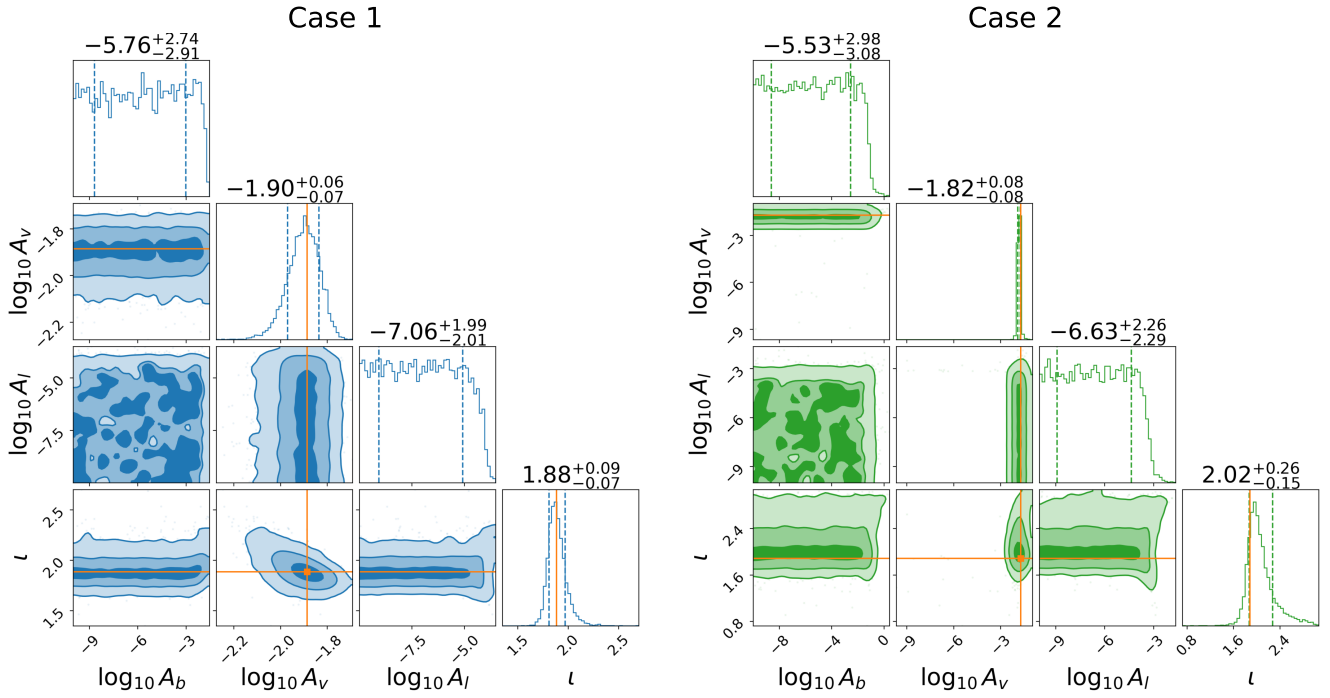 Case 1
Case 2
−5.76+2.74−2.91
−5.53+2.98−3.08
−1.90+0.06−0.07
−1.82+0.08−0.08
log10 Av
−1.8
−2.0
−2.2
log10 Av
−3
−6
−9
−7.06+1.99−2.01
−6.63+2.26−2.29
log10 Al
−5.0
−7.5
log10 Al
−3
−6
−9
1.88+0.09−0.07
2.02+0.26−0.15
ι
2.5
2.0
1.5
ι
2.4
1.6
0.8
−9 −6 −3
−2.2 −2.0 −1.8
−7.5 −5.0
1.5 2.0 2.5
−9 −6 −3 0
−9 −6 −3
−9 −6 −3
0.8 1.6 2.4
log10 Ab log10 Av log10 Al ι
log10 Ab log10 Av log10 Al ι